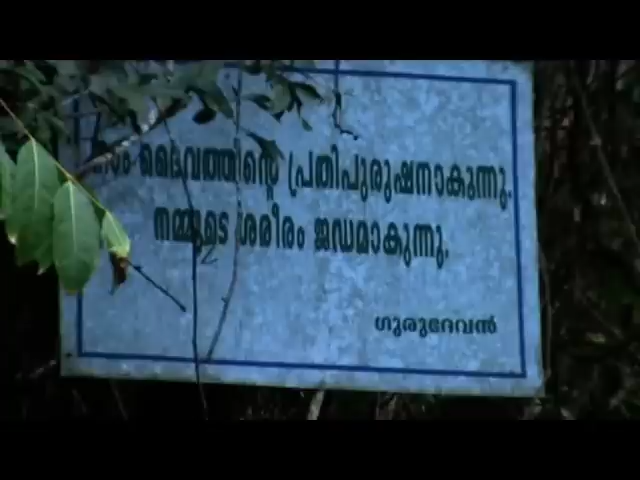 ദൈവത്തിന്റെ പ്രതിപുരുഷനാകുന്നു.
നമ്മുടെ ശരീരം ജഡമാകുന്നു.
ഗുരുദേവൻ